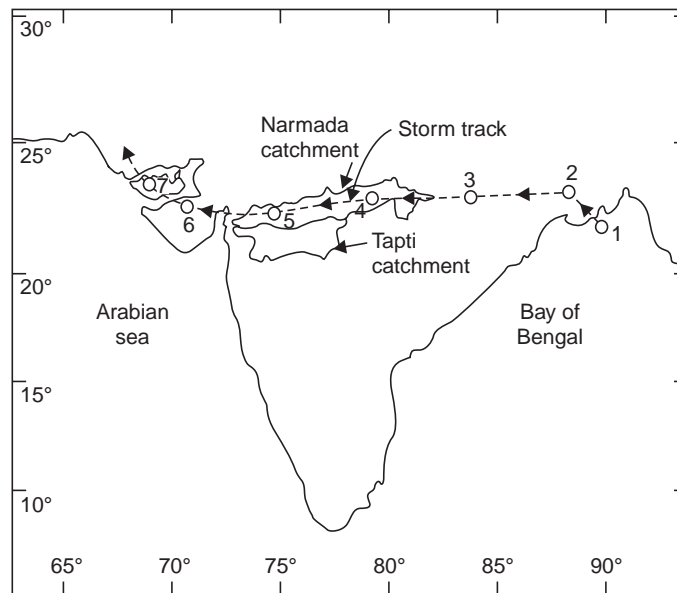 30°
25°
20°
15°
10°
65°
70°
75°
80°
85°
90°
Narmada
catchment
Storm track
Tapti
catchment
Arabian
sea
Bay of
Bengal
7
6
5
4
3
2
1